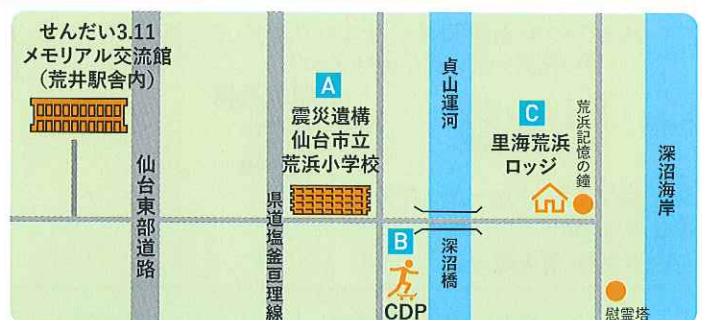 せんだい3.11
メモリアル交流館
(荒井駅舎内)
仙台東部道路
県道塩釜亘理線
A
震災遺構
仙台市立
荒浜小学校
貞山運河
深沼橋
B
CDP
C
里海荒浜
ロッジ
荒浜記憶の鐘
慰霊塔
深沼海岸